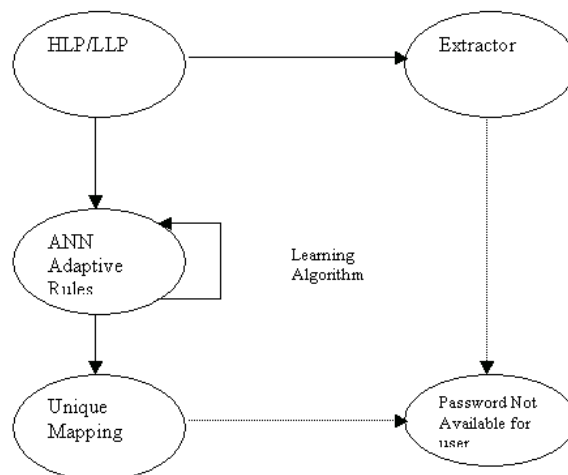 HLP/LLP
Extractor
ANN
Adaptive
Rules
Learning
Algorithm
Unique
Mapping
Password Not
Available for
user